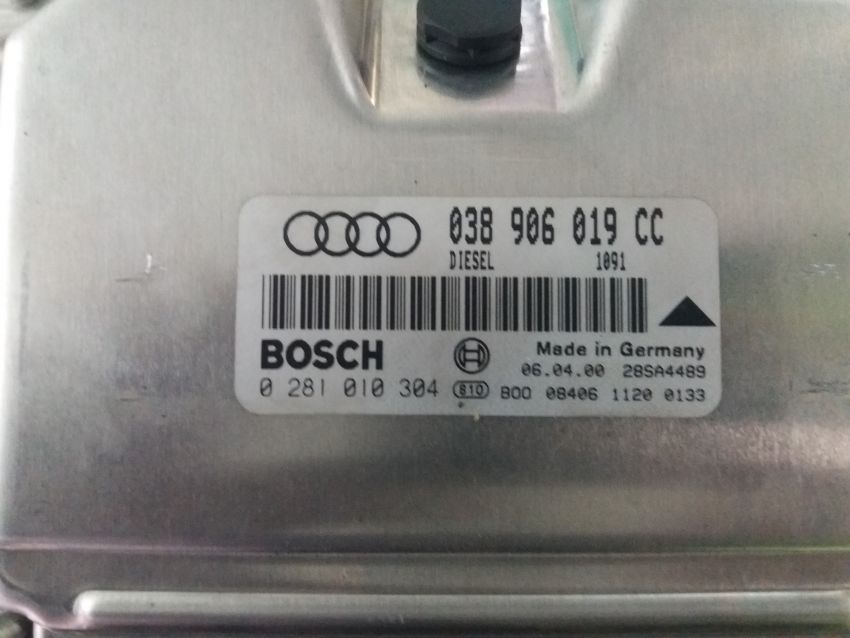 038 906 019 CC
DIESEL 1091
BOSCH Made in Germany
06.04.00 28SA4489
0 281 010 304 S10 B00 08406 1120 0133